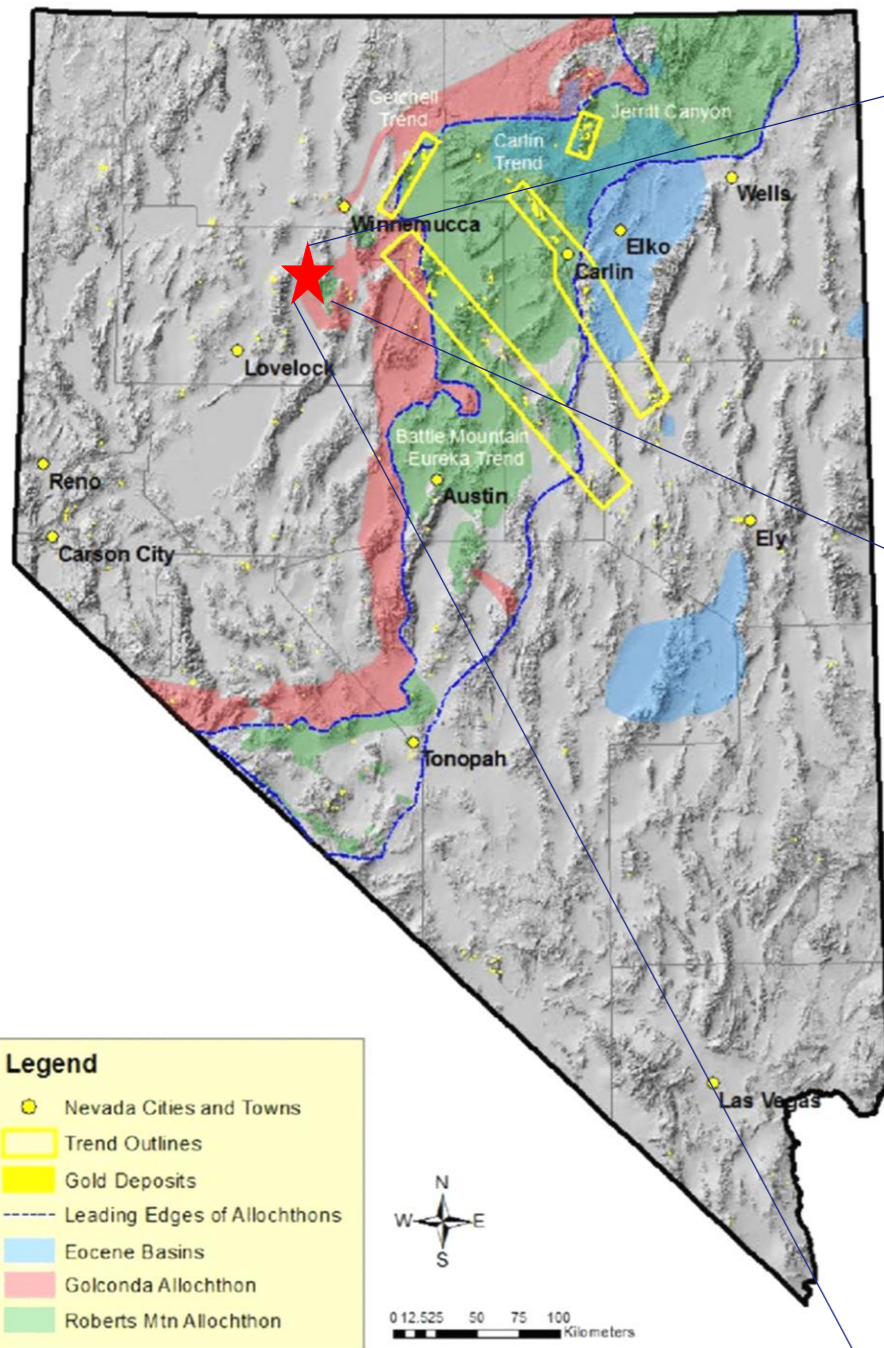 Getchell
Trend
Jerritt Canyon
Carlin
Trend
Wells
Winnemucca
Elko
Carlin
Lovelock
Battle Mountain
-Eureka Trend
Reno
Austin
Ely
Carson City
Tonopah
Las Vegas
Legend
Nevada Cities and Towns
Trend Outlines
Gold Deposits
Leading Edges of Allochthons
Eocene Basins
Golconda Allochthon
Roberts Mtn Allochthon
N
W E
S
0 12.525 50 75 100
Kilometers